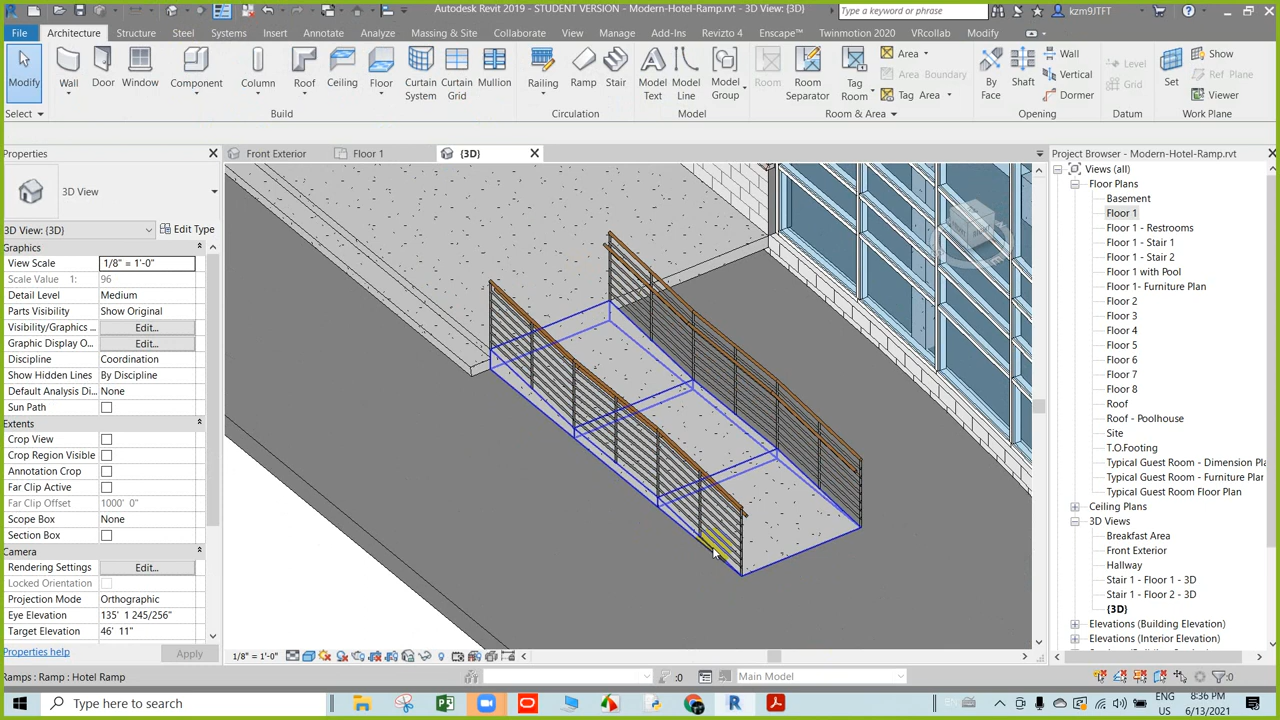 Autodesk Revit 2019 - STUDENT VERSION - Modern-Hotel-Ramp.rvt - 3D View: {3D}
Type a keyword or phrase
kzm9JTFT
File Architecture Structure Steel Systems Insert Annotate Analyze Massing & Site Collaborate View Manage Add-Ins Revizto 4 Enscape™ Twinmotion 2020 VRcollab Modify
Modify Wall Door Window Component Column Roof Ceiling Floor Curtain System Curtain Grid Mullion Railing Ramp Stair Model Text Model Line Model Group Room Room Separator Tag Room Area Area Boundary Tag Area By Face Shaft Wall Vertical Dormer Level Grid Set Show Ref Plane Viewer
Select Build Circulation Model Room & Area Opening Datum Work Plane
Properties
Front Exterior
Floor 1
{3D}
Project Browser - Modern-Hotel-Ramp.rvt
3D View
3D View: {3D}
Edit Type
Graphics
View Scale 1/8" = 1'-0"
Scale Value 1: 96
Detail Level Medium
Parts Visibility Show Original
Visibility/Graphics ... Edit...
Graphic Display O... Edit...
Discipline Coordination
Show Hidden Lines By Discipline
Default Analysis Di... None
Sun Path
Extents
Crop View
Crop Region Visible
Annotation Crop
Far Clip Active
Far Clip Offset 1000' 0"
Scope Box None
Section Box
Camera
Rendering Settings Edit...
Locked Orientation
Projection Mode Orthographic
Eye Elevation 135' 1 245/256"
Target Elevation 46' 11"
Properties help
Apply
Views (all)
Floor Plans
Basement
Floor 1
Floor 1 - Restrooms
Floor 1 - Stair 1
Floor 1 - Stair 2
Floor 1 with Pool
Floor 1- Furniture Plan
Floor 2
Floor 3
Floor 4
Floor 5
Floor 6
Floor 7
Floor 8
Roof
Roof - Poolhouse
Site
T.O.Footing
Typical Guest Room - Dimension Pla
Typical Guest Room - Furniture Plan
Typical Guest Room Floor Plan
Ceiling Plans
3D Views
Breakfast Area
Front Exterior
Hallway
Stair 1 - Floor 1 - 3D
Stair 1 - Floor 2 - 3D
{3D}
Elevations (Building Elevation)
Elevations (Interior Elevation)
1/8" = 1'-0"
Ramps : Ramp : Hotel Ramp
:0
Main Model
:0
Type here to search
ENG
US
8:36 PM
6/13/2021